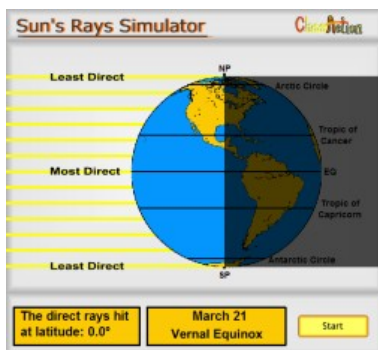 Sun's Rays Simulator
NP
Least Direct
Arctic Circle
Tropic of
Cancer
Most Direct
EQ
Tropic of
Capricorn
Antarctic Circle
Least Direct
SP
The direct rays hit
at latitude: 0.0°
March 21
Vernal Equinox
Start